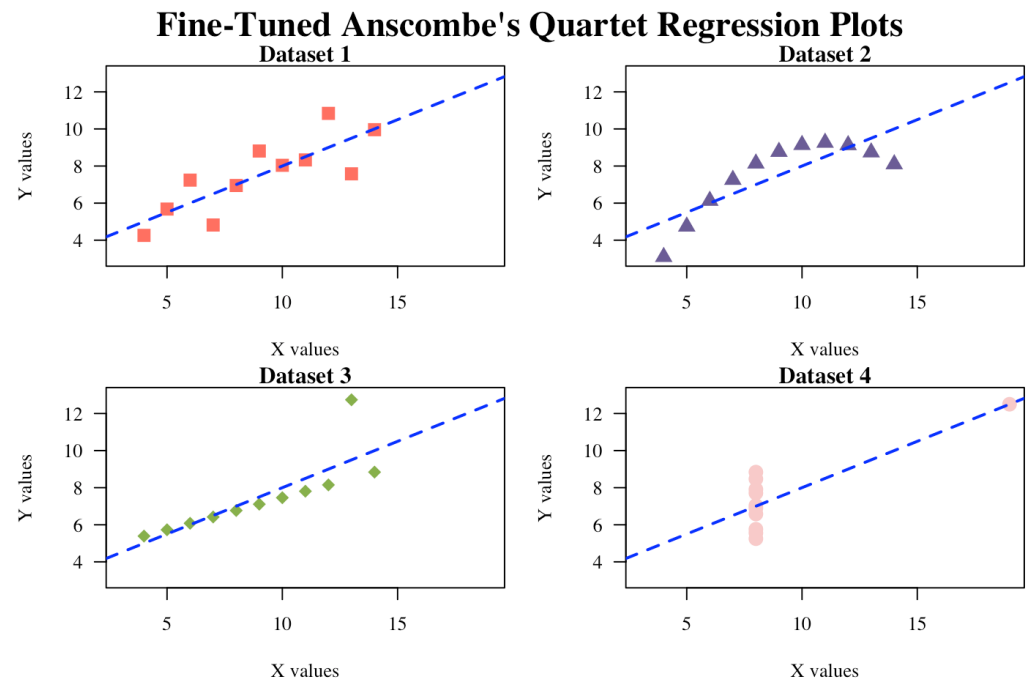 Fine-Tuned Anscombe's Quartet Regression Plots
Dataset 1
Y values
12
10
8
6
4
5 10 15
X values
Dataset 2
Y values
12
10
8
6
4
5 10 15
X values
Dataset 3
Y values
12
10
8
6
4
5 10 15
X values
Dataset 4
Y values
12
10
8
6
4
5 10 15
X values